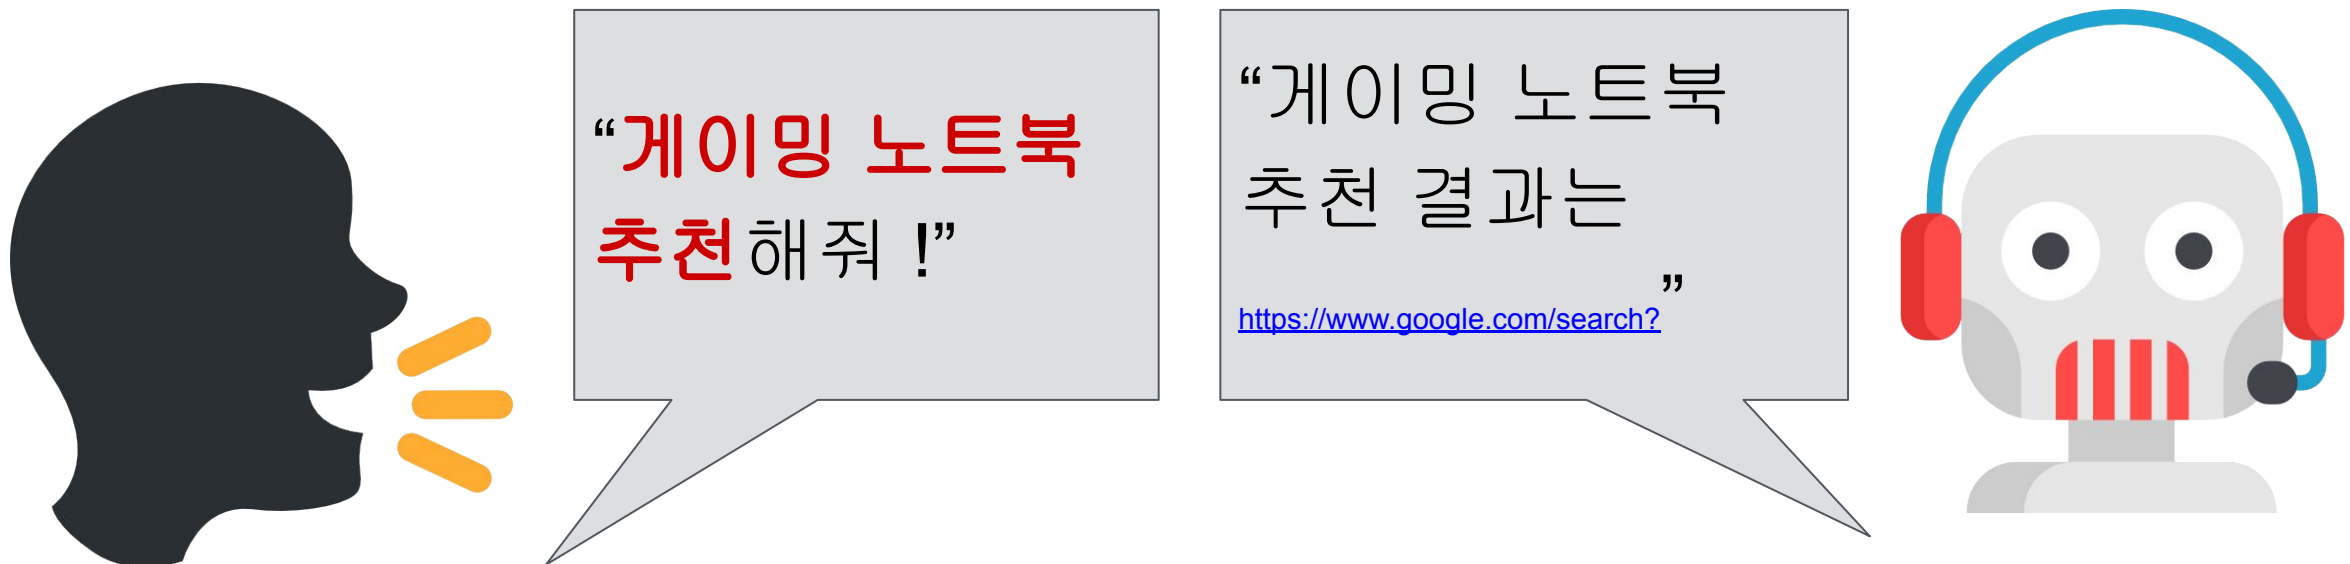 “게이밍 노트북
추천해줘 !”
“게이밍 노트북
추천 결과는
https://www.google.com/search?”